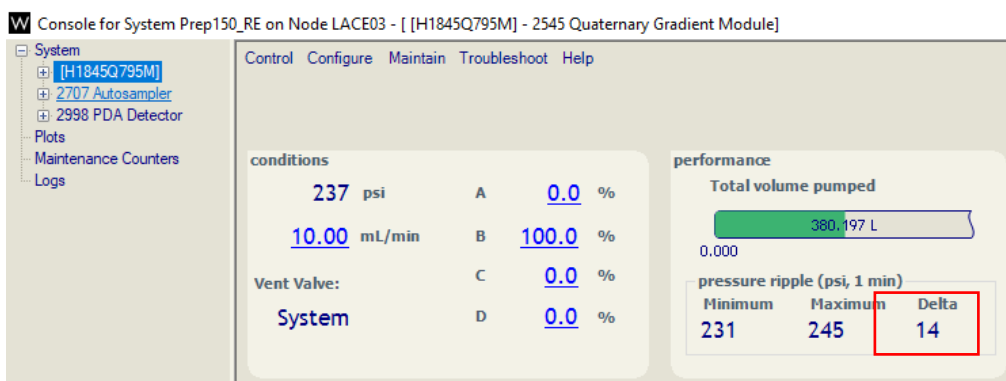 W Console for System Prep150_RE on Node LACE03 - [ [H1845Q795M] - 2545 Quaternary Gradient Module]
System
[H1845Q795M]
2707 Autosampler
2998 PDA Detector
Plots
Maintenance Counters
Logs
Control Configure Maintain Troubleshoot Help
conditions
237 psi A 0.0 %
10.00 mL/min B 100.0 %
Vent Valve: C 0.0 %
System D 0.0 %
performance
Total volume pumped
380.197 L
0.000
pressure ripple (psi, 1 min)
Minimum Maximum Delta
231 245 14